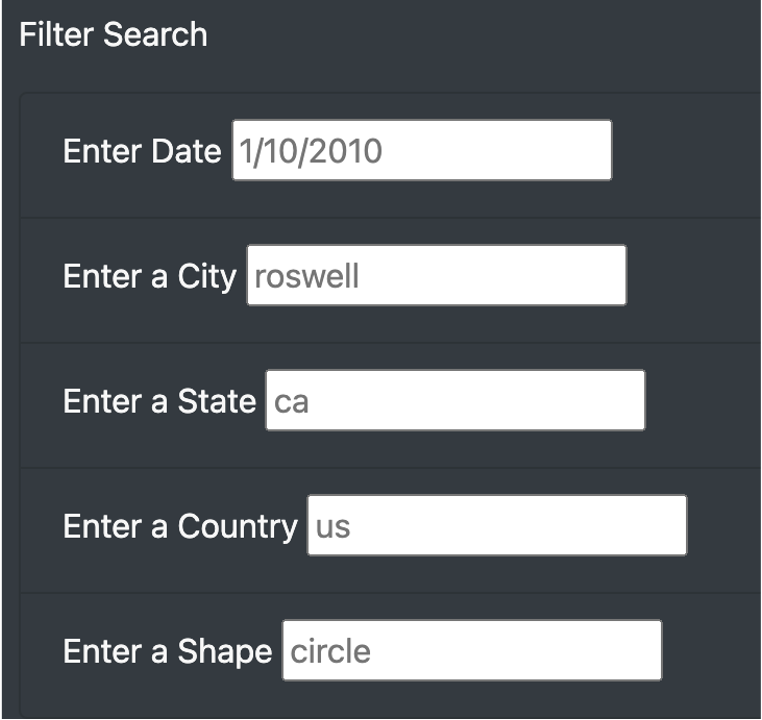 Filter Search
Enter Date 1/10/2010
Enter a City roswell
Enter a State ca
Enter a Country us
Enter a Shape circle